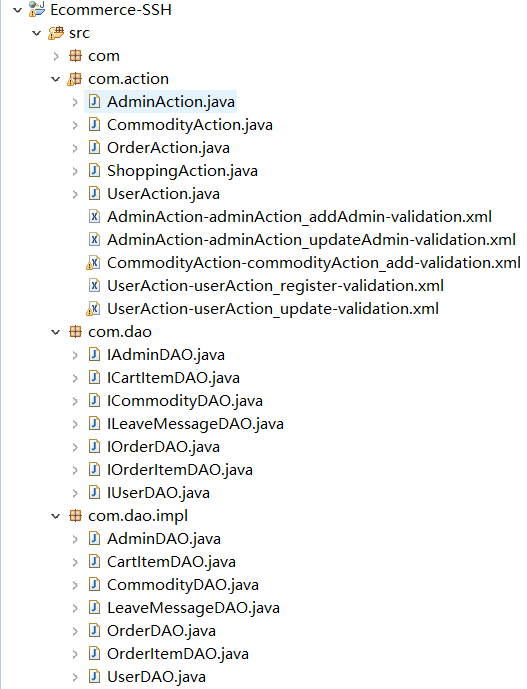 Ecommerce-SSH
src
com
com.action
AdminAction.java
CommodityAction.java
OrderAction.java
ShoppingAction.java
UserAction.java
AdminAction-adminAction_addAdmin-validation.xml
AdminAction-adminAction_updateAdmin-validation.xml
CommodityAction-commodityAction_add-validation.xml
UserAction-userAction_register-validation.xml
UserAction-userAction_update-validation.xml
com.dao
IAdminDAO.java
ICartItemDAO.java
ICommodityDAO.java
ILeaveMessageDAO.java
IOrderDAO.java
IOrderItemDAO.java
IUserDAO.java
com.dao.impl
AdminDAO.java
CartItemDAO.java
CommodityDAO.java
LeaveMessageDAO.java
OrderDAO.java
OrderItemDAO.java
UserDAO.java